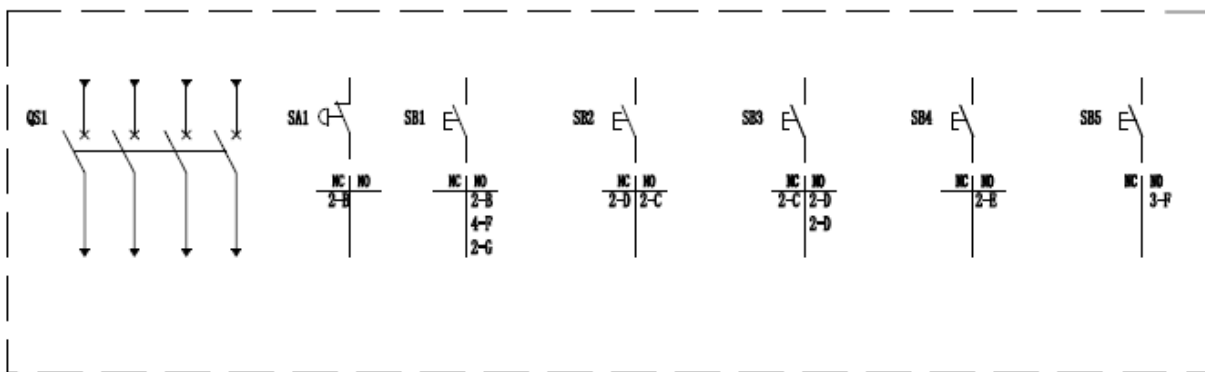 QS1 SA1 SB1 SB2 SB3 SB4 SB5
NC NO NC NO NC NO NC NO NC NO NC NO
2-B 2-B 2-D 2-C 2-C 2-D 2-E 3-F
4-F 2-D
2-G